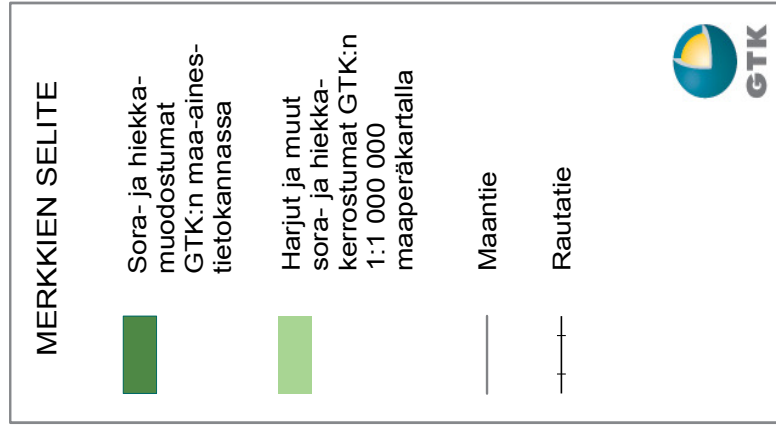 MERKKIEN SELITE
Sora- ja hiekka-
muodostumat
GTK:n maa-aines-
tietokannassa
Harjut ja muut
sora- ja hiekka-
kerrostumat GTK:n
1:1 000 000
maaperäkartalla
Maantie
Rautatie
GTK